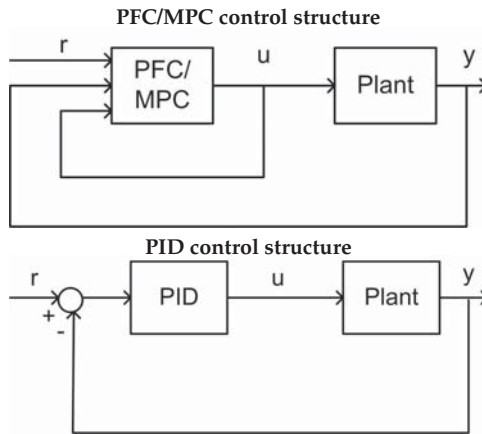 PFC/MPC control structure
r
PFC/
MPC
u
Plant
y
PID control structure
r
+
-
PID
u
Plant
y